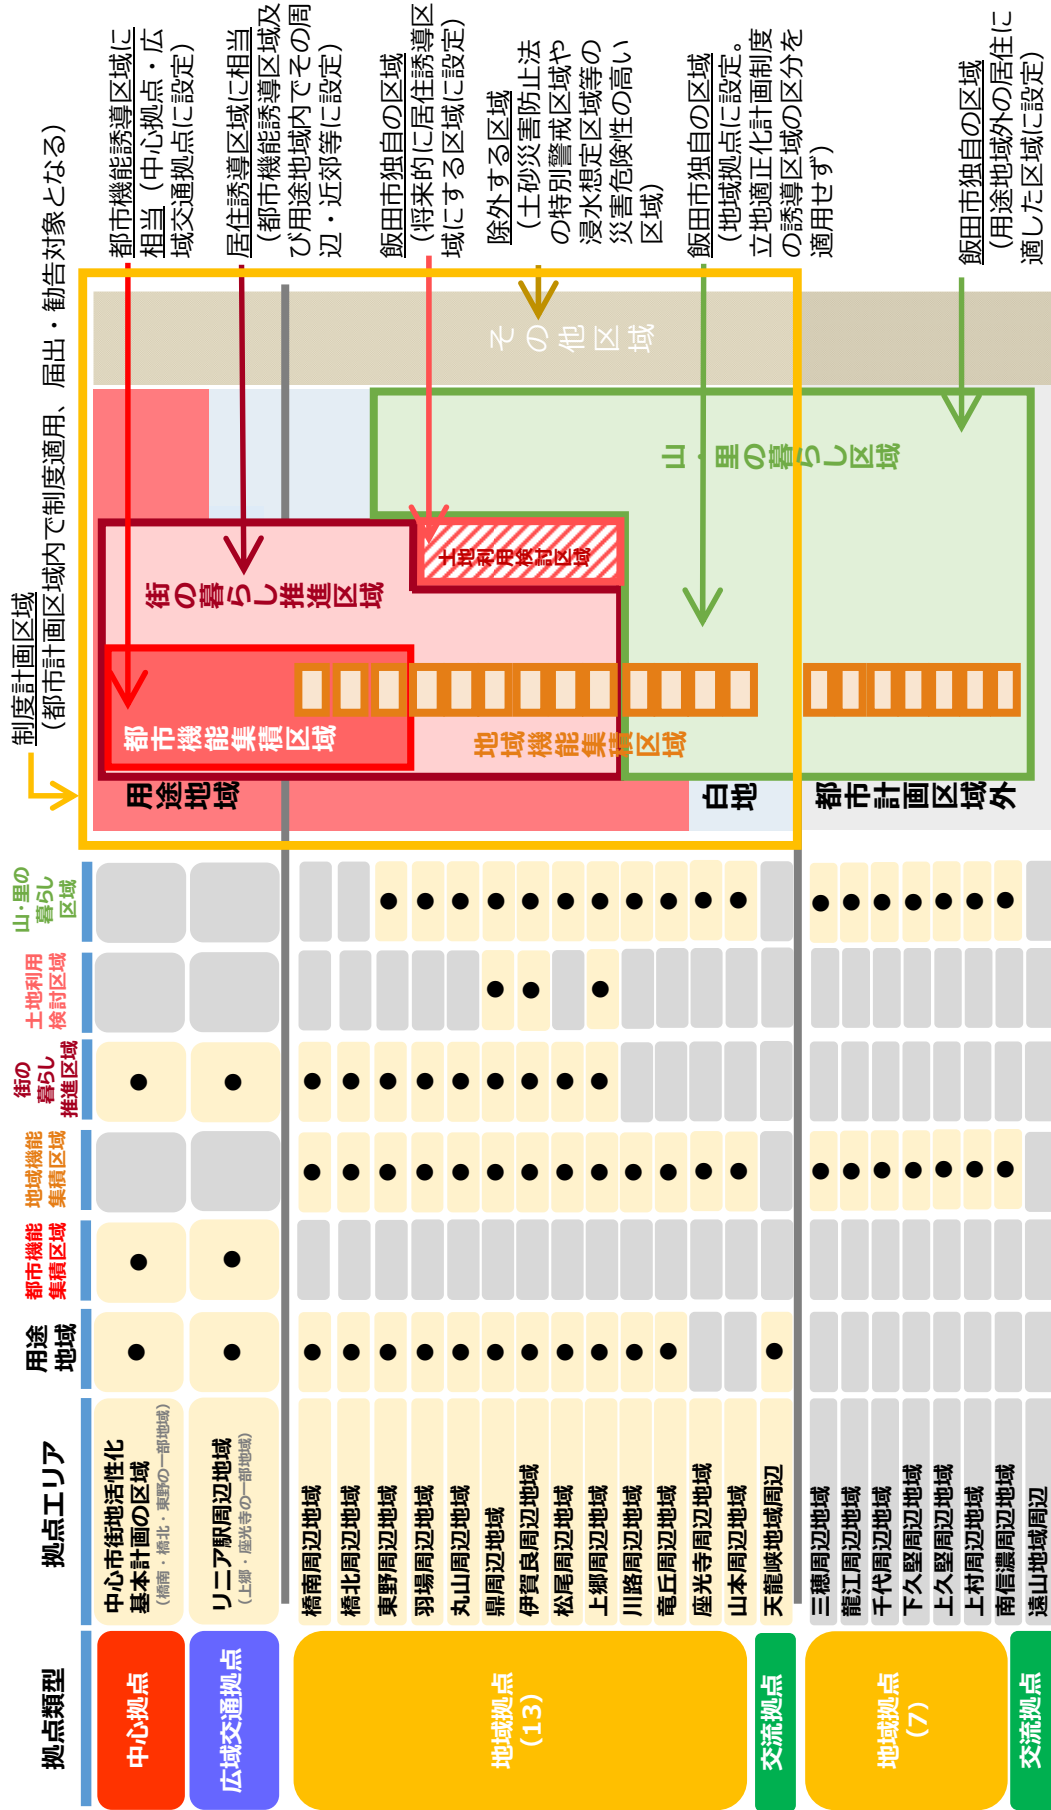 制度計画区域
（都市計画区域内で制度適用、届出・勧告対象となる）
拠点類型
拠点エリア
用途
地域
都市機能
集積区域
地域機能
集積区域
街の
暮らし
推進区域
土地利用
検討区域
山・里の
暮らし
区域
中心拠点
中心市街地活性化
基本計画の区域
（橋南・橋北・東野の一部地域）
●
●
●
広域交通拠点
リニア駅周辺地域
（上郷・座光寺の一部地域）
●
●
●
地域拠点
（13）
橋南周辺地域
●
●
●
橋北周辺地域
●
●
●
東野周辺地域
●
●
●
●
羽場周辺地域
●
●
●
●
丸山周辺地域
●
●
●
●
鼎周辺地域
●
●
●
●
●
伊賀良周辺地域
●
●
●
●
●
松尾周辺地域
●
●
●
●
上郷周辺地域
●
●
●
●
●
川路周辺地域
●
●
●
竜丘周辺地域
●
●
●
座光寺周辺地域
●
●
山本周辺地域
●
●
交流拠点
天龍峡地域周辺
●
地域拠点
（7）
三穂周辺地域
●
●
龍江周辺地域
●
●
千代周辺地域
●
●
下久堅周辺地域
●
●
上久堅周辺地域
●
●
上村周辺地域
●
●
南信濃周辺地域
●
●
交流拠点
遠山地域周辺
用途地域
白地
都市計画区域外
都市機能集積区域
地域機能集積区域
街の暮らし推進区域
土地利用検討区域
山・里の暮らし区域
その他区域
都市機能誘導区域に
相当（中心拠点・広
域交通拠点に設定）
居住誘導区域に相当
（都市機能誘導区域及
び用途地域内でその周
辺・近郊等に設定）
飯田市独自の区域
（将来的に居住誘導区
域にする区域に設定）
除外する区域
（土砂災害防止法
の特別警戒区域や
浸水想定区域等の
災害危険性の高い
区域）
飯田市独自の区域
（地域拠点に設定。
立地適正化計画制度
の誘導区域の区分を
適用せず）
飯田市独自の区域
（用途地域外の居住に
適した区域に設定）